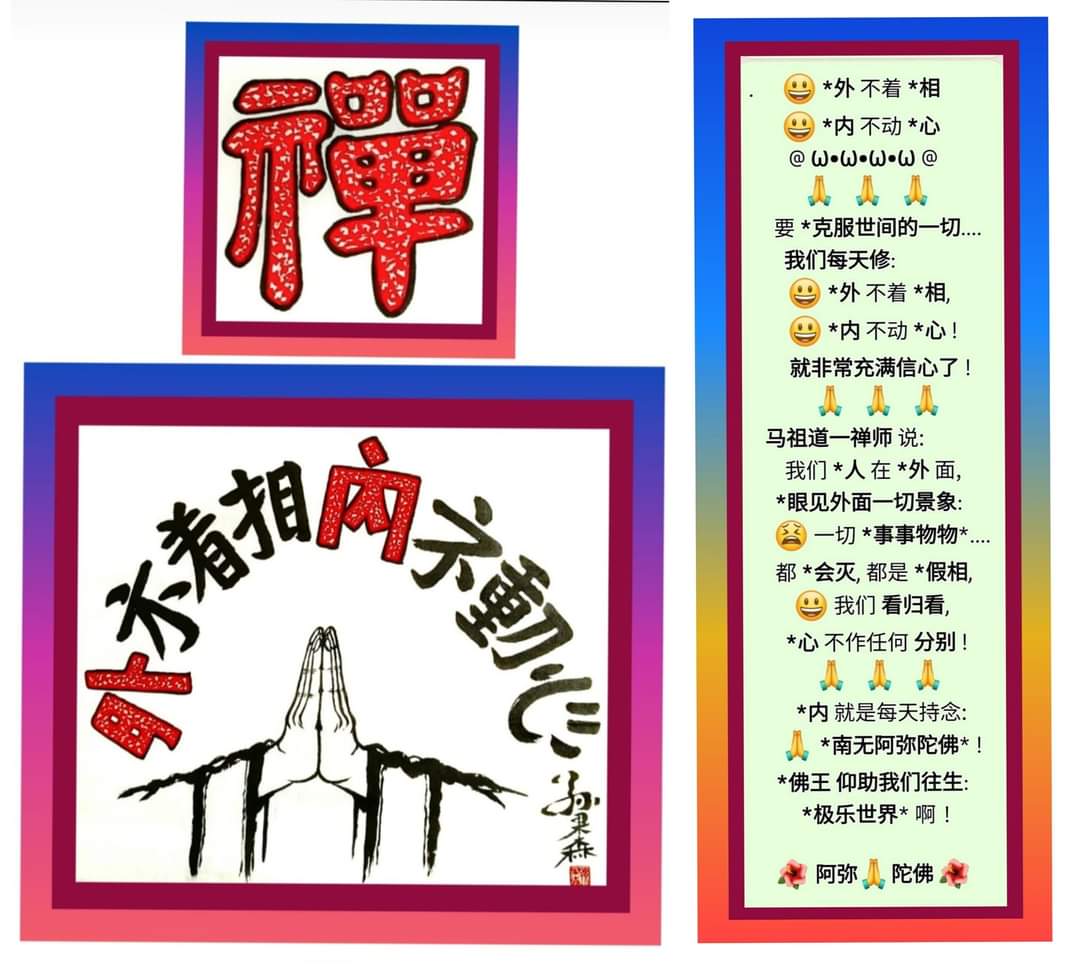 禪
外不着相内不動心
. 😃 *外 不着 *相
😃 *内 不动 *心
@ ω•ω•ω•ω @
🙏 🙏 🙏
要 *克服世间的一切....
我们每天修:
😃 *外 不着 *相,
😃 *内 不动 *心 !
就非常充满信心了 !
🙏 🙏 🙏
马祖道一禅师 说:
我们 *人 在 *外 面,
*眼见外面一切景象:
😫 一切 *事事物物*....
都 *会灭, 都是 *假相,
😃 我们 看归看,
*心 不作任何 分别 !
🙏 🙏 🙏
*内 就是每天持念:
🙏 *南无阿弥陀佛* !
*佛王 仰助我们往生:
*极乐世界* 啊 !
🌺 阿弥🙏陀佛 🌺